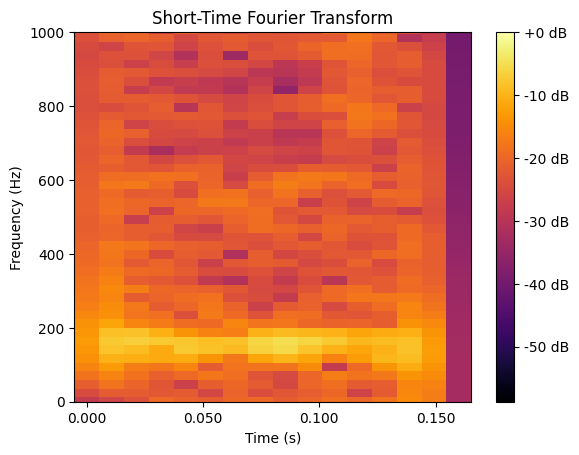 Short-Time Fourier Transform
1000
800
600
400
200
0
Frequency (Hz)
0.000
0.050
0.100
0.150
Time (s)
+0 dB
-10 dB
-20 dB
-30 dB
-40 dB
-50 dB